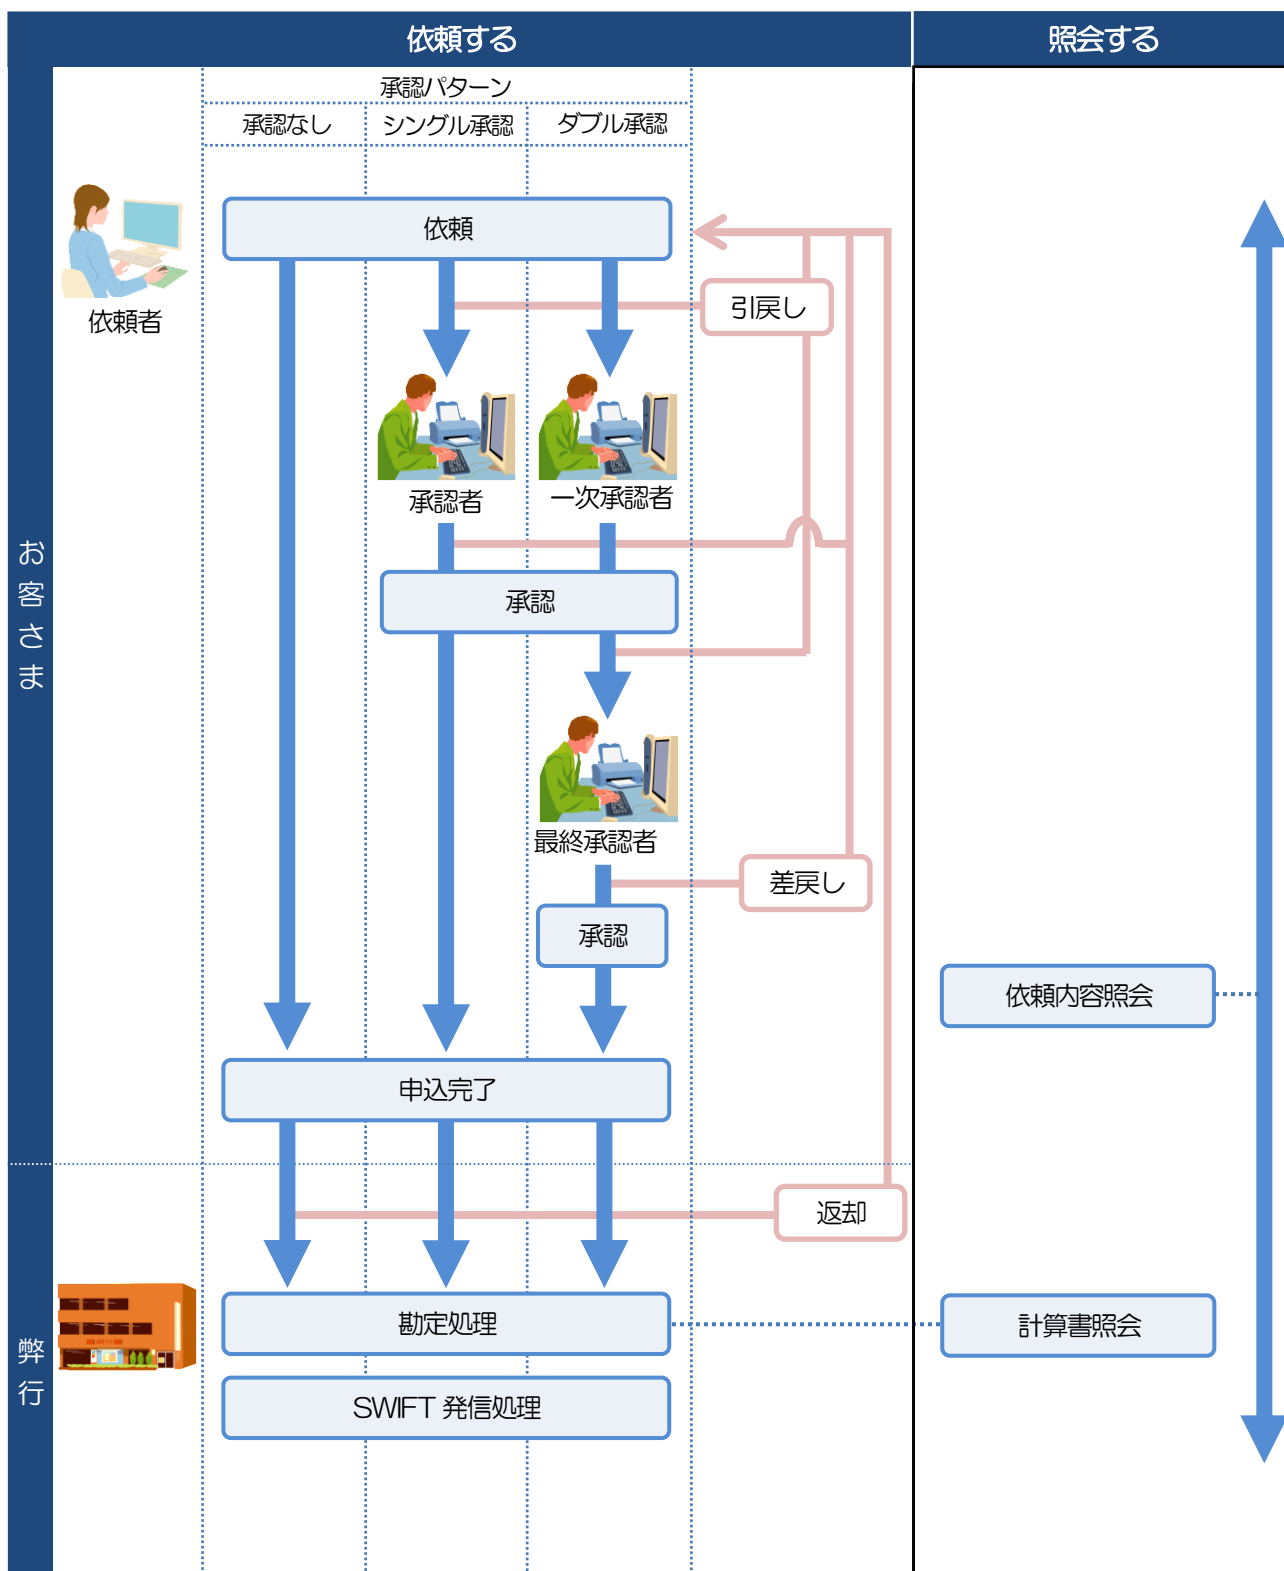 依頼する
照会する
承認パターン
承認なし
シングル承認
ダブル承認
依頼
依頼者
引戻し
承認者
一次承認者
お客さま
承認
最終承認者
差戻し
承認
依頼内容照会
申込完了
返却
弊行
勘定処理
計算書照会
SWIFT 発信処理